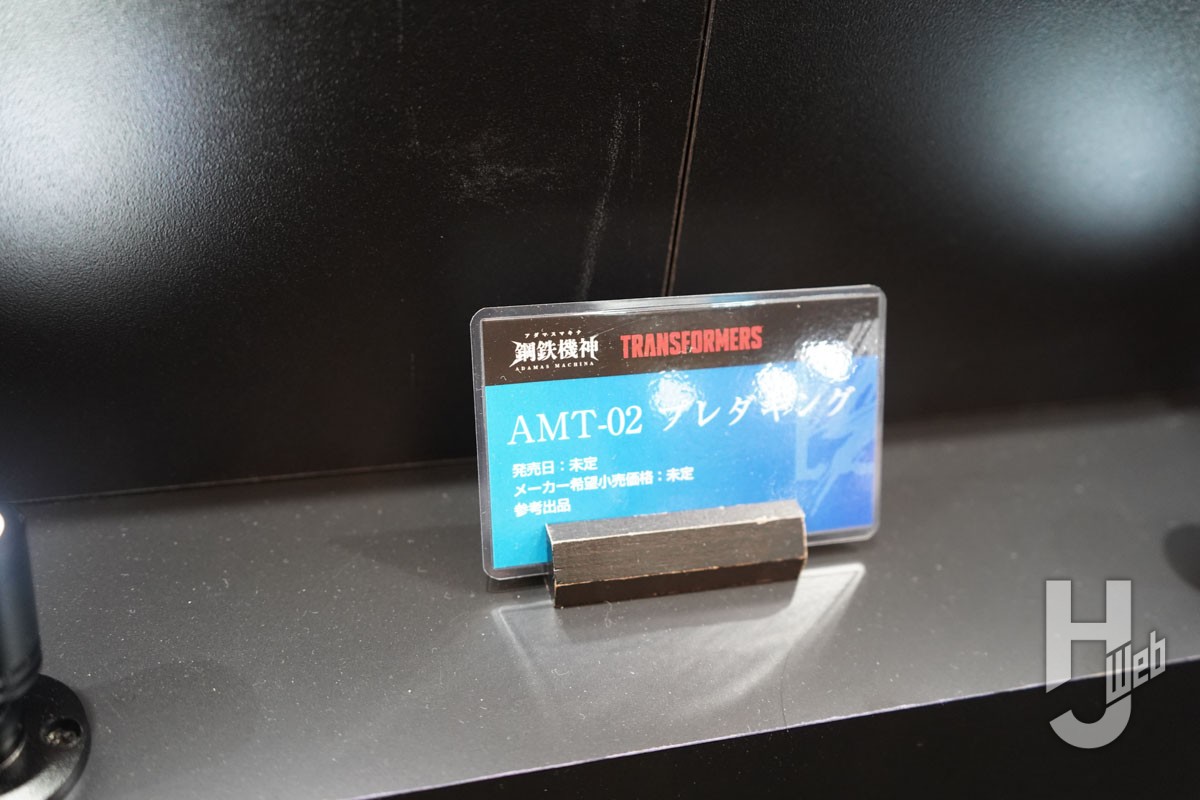 アダマスマキナ
鋼鉄機神
ADAMAS MACHINA
TRANSFORMERS
AMT-02 プレダキング
発売日：未定
メーカー希望小売価格：未定
参考出品
HJ Web